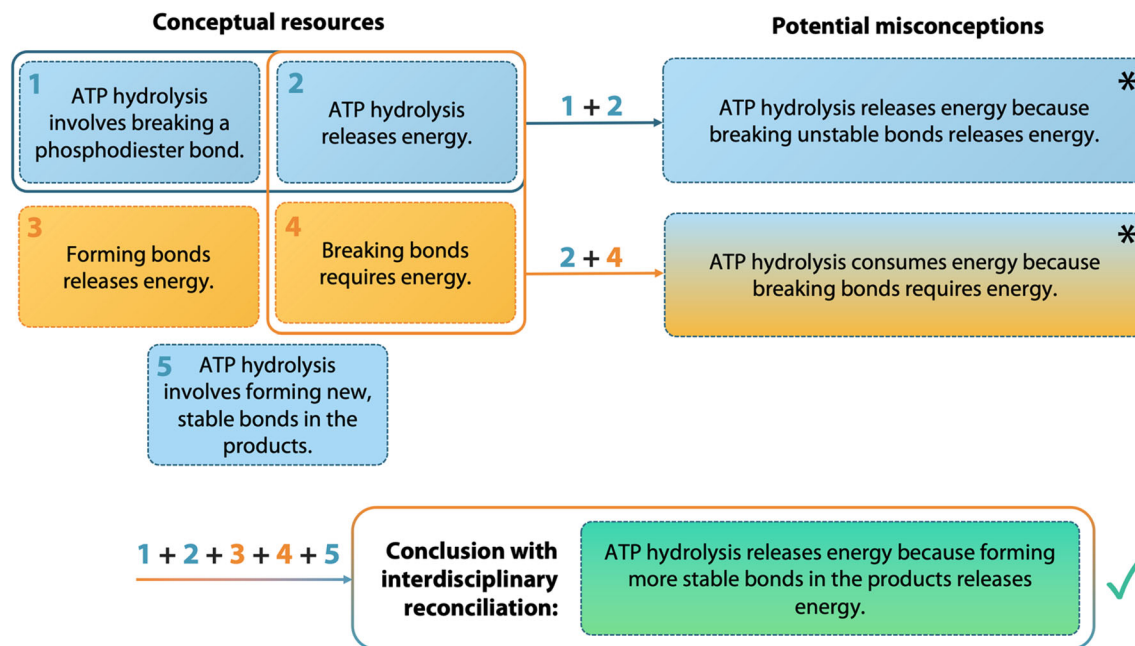 Conceptual resources
Potential misconceptions
1
ATP hydrolysis
involves breaking a
phosphodiester bond.
2
ATP hydrolysis
releases energy.
1 + 2
*
ATP hydrolysis releases energy because
breaking unstable bonds releases energy.
3
Forming bonds
releases energy.
4
Breaking bonds
requires energy.
2 + 4
*
ATP hydrolysis consumes energy because
breaking bonds requires energy.
5
ATP hydrolysis
involves forming new,
stable bonds in the
products.
1 + 2 + 3 + 4 + 5
Conclusion with
interdisciplinary
reconciliation:
ATP hydrolysis releases energy because forming
more stable bonds in the products releases
energy.
✓